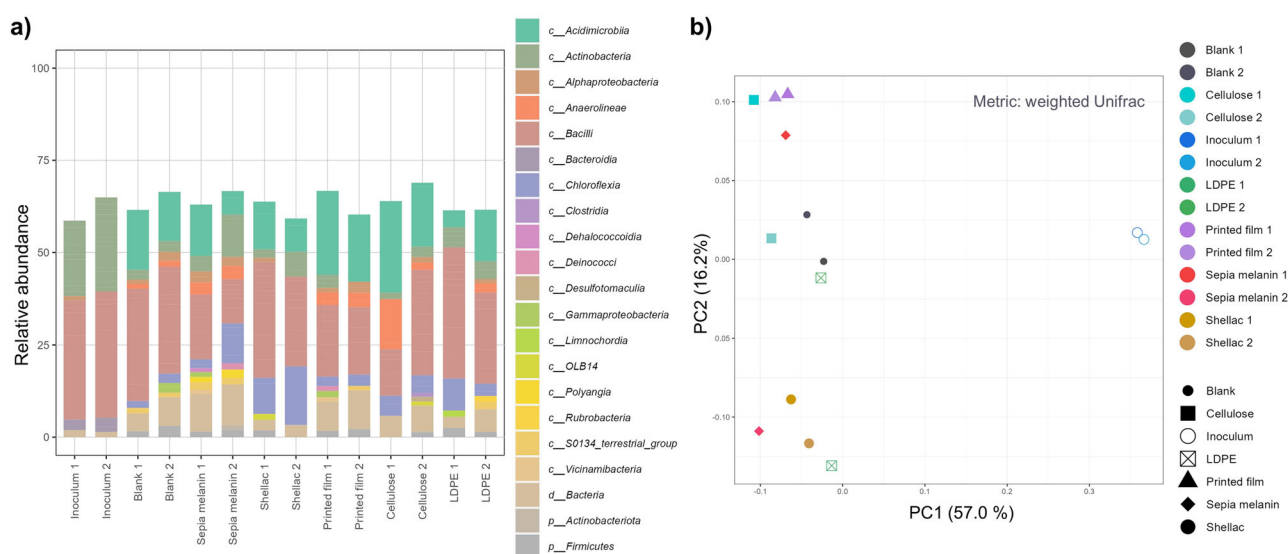 a)
100
75
50
25
0
Relative abundance
Inoculum 1
Inoculum 2
Blank 1
Blank 2
Sepia melanin 1
Sepia melanin 2
Shellac 1
Shellac 2
Printed film 1
Printed film 2
Cellulose 1
Cellulose 2
LDPE 1
LDPE 2
c__Acidimicrobiia
c__Actinobacteria
c__Alphaproteobacteria
c__Anaerolineae
c__Bacilli
c__Bacteroidia
c__Chloroflexia
c__Clostridia
c__Dehalococcoidia
c__Deinococci
c__Desulfotomaculia
c__Gammaproteobacteria
c__Limnochordia
c__OLB14
c__Polyangia
c__Rubrobacteria
c__S0134_terrestrial_group
c__Vicinamibacteria
d__Bacteria
p__Actinobacteriota
p__Firmicutes
b)
Metric: weighted Unifrac
0.10
0.05
0.00
0.05
-0.10
PC2 (16.2%)
-0.1
0.0
0.1
0.2
0.3
PC1 (57.0 %)
Blank 1
Blank 2
Cellulose 1
Cellulose 2
Inoculum 1
Inoculum 2
LDPE 1
LDPE 2
Printed film 1
Printed film 2
Sepia melanin 1
Sepia melanin 2
Shellac 1
Shellac 2
Blank
Cellulose
Inoculum
LDPE
Printed film
Sepia melanin
Shellac